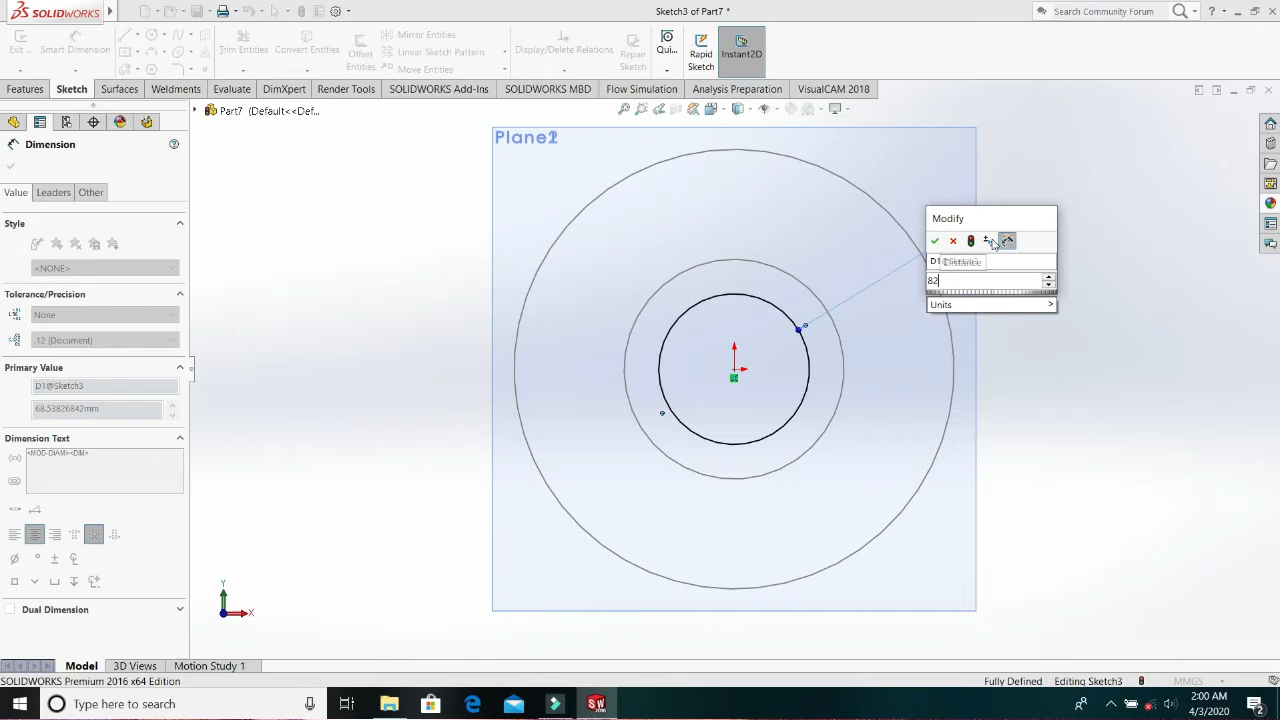 SOLIDWORKS
Sketch3 of Part7 *
Search Community Forum
Exit...
Smart Dimension
Trim Entities
Convert Entities
Offset Entities
Mirror Entities
Linear Sketch Pattern
Move Entities
Display/Delete Relations
Repair Sketch
Qui...
Rapid Sketch
Instant2D
Features
Sketch
Surfaces
Weldments
Evaluate
DimXpert
Render Tools
SOLIDWORKS Add-Ins
SOLIDWORKS MBD
Flow Simulation
Analysis Preparation
VisualCAM 2018
Part7 (Default<<Def...
Dimension
Value
Leaders
Other
Style
<NONE>
Tolerance/Precision
None
.12 (Document)
Primary Value
D1@Sketch3
68.53826842mm
Dimension Text
<MOD-DIAM><DIM>
Dual Dimension
Modify
Distance
82
Units
Y
X
Model
3D Views
Motion Study 1
SOLIDWORKS Premium 2016 x64 Edition
Fully Defined
Editing Sketch3
MMGS
Type here to search
2:00 AM
4/3/2020